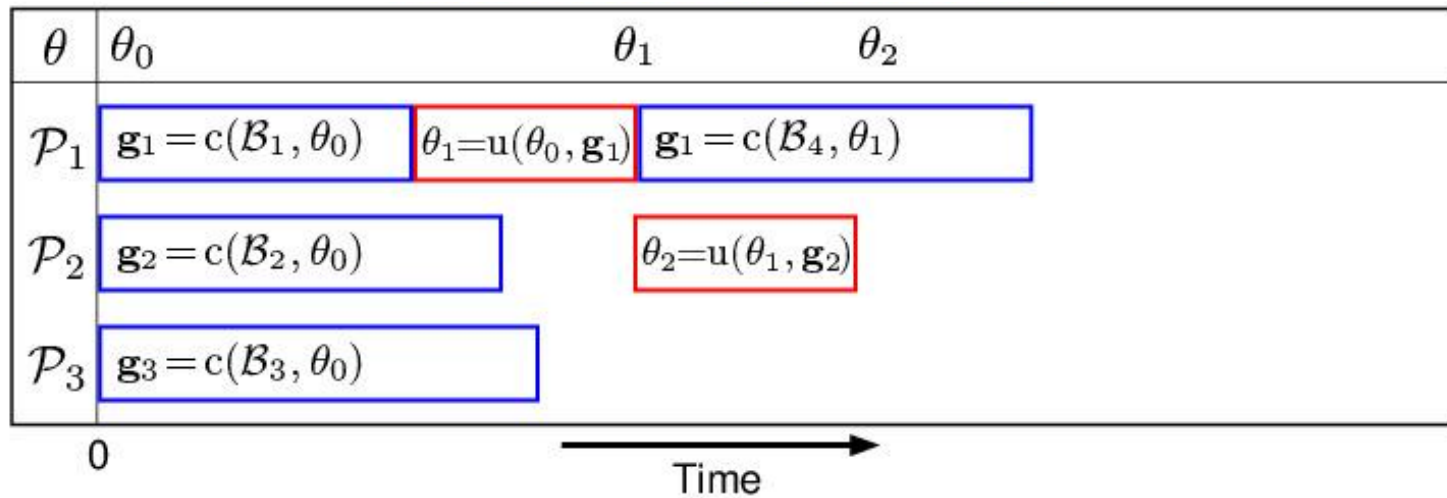 θ θ₀ θ₁ θ₂
𝒫₁ g₁ = c(ℬ₁, θ₀) θ₁=u(θ₀, g₁) g₁ = c(ℬ₄, θ₁)
𝒫₂ g₂ = c(ℬ₂, θ₀) θ₂=u(θ₁, g₂)
𝒫₃ g₃ = c(ℬ₃, θ₀)
0
Time